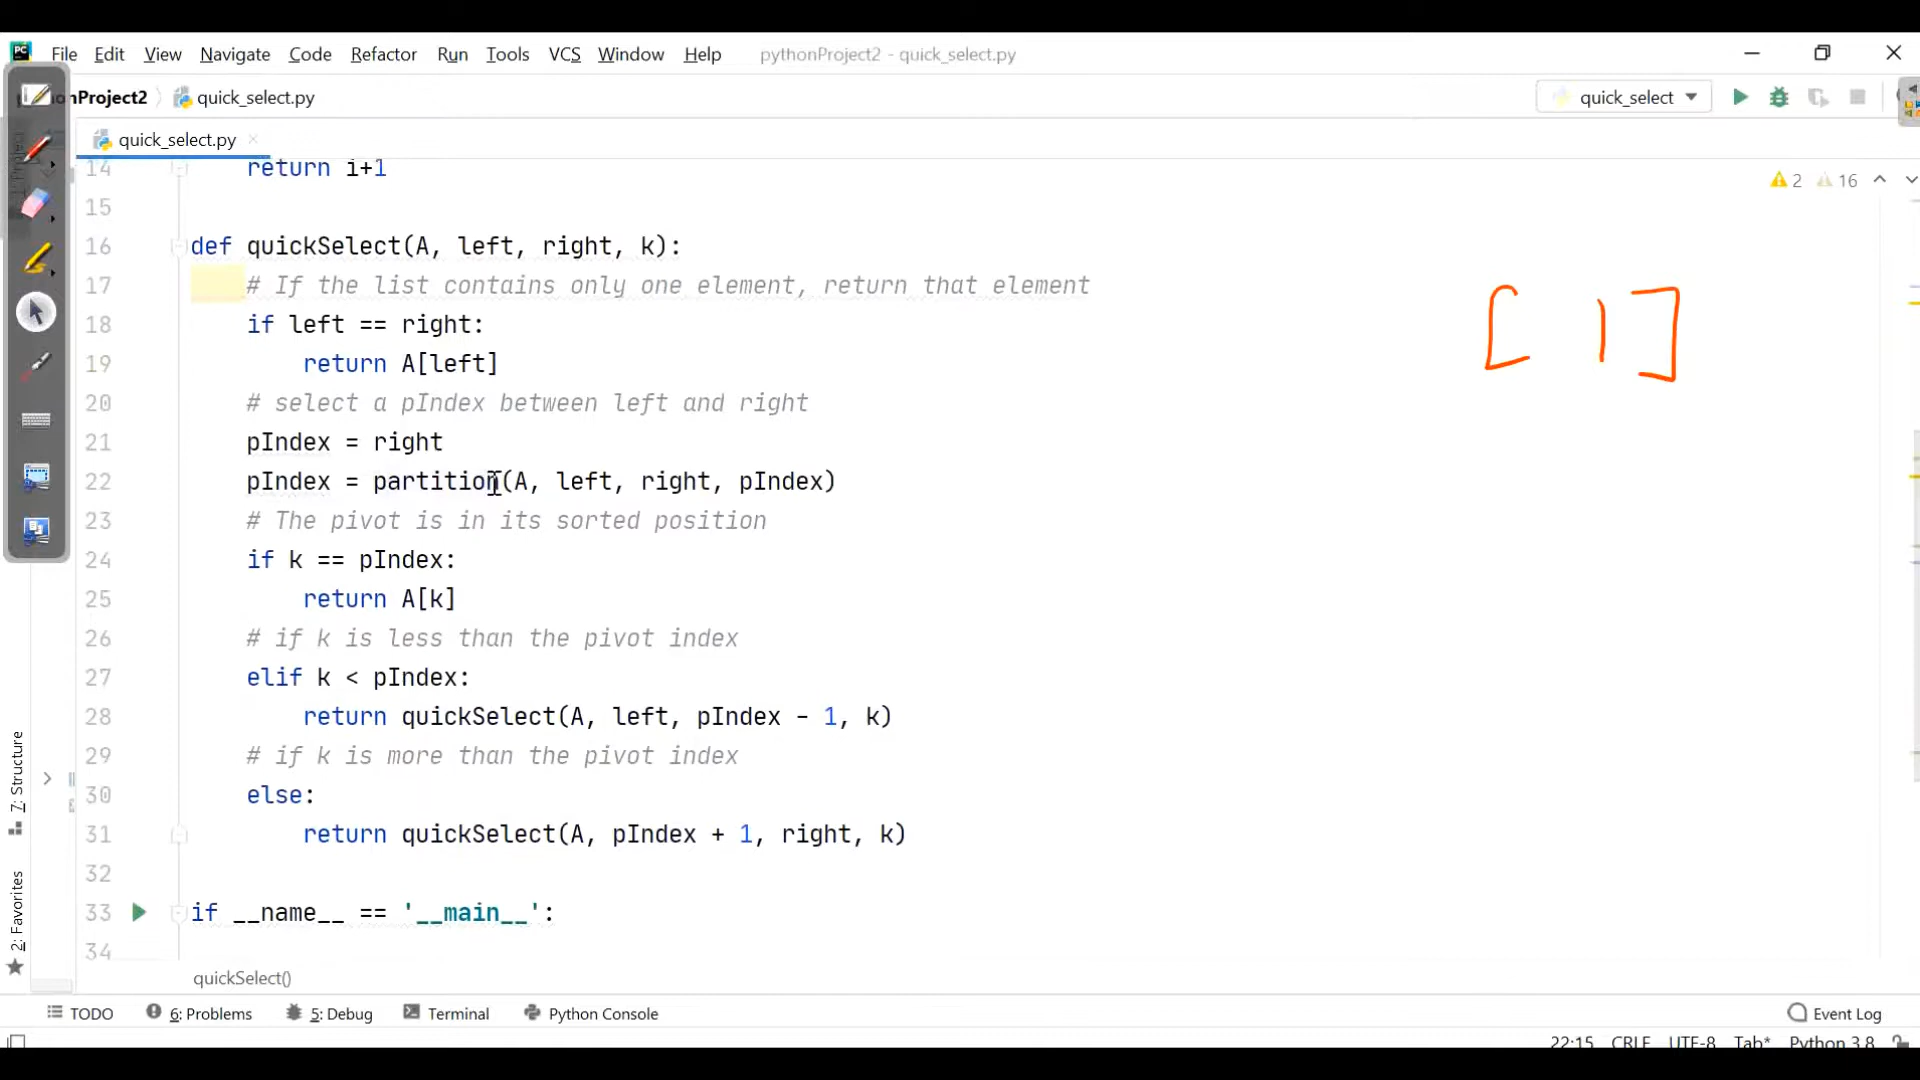 PC File Edit View Navigate Code Refactor Run Tools VCS Window Help pythonProject2 - quick_select.py
nProject2 quick_select.py quick_select
quick_select.py
2 16
14 return i+1
15
16 def quickSelect(A, left, right, k):
17 # If the list contains only one element, return that element
18 if left == right:
19 return A[left]
20 # select a pIndex between left and right
21 pIndex = right
22 pIndex = partition(A, left, right, pIndex)
23 # The pivot is in its sorted position
24 if k == pIndex:
25 return A[k]
26 # if k is less than the pivot index
27 elif k < pIndex:
28 return quickSelect(A, left, pIndex - 1, k)
29 # if k is more than the pivot index
30 else:
31 return quickSelect(A, pIndex + 1, right, k)
32
33 if __name__ == '__main__':
34
[ 1]
7: Structure
2: Favorites
quickSelect()
TODO 6: Problems 5: Debug Terminal Python Console Event Log
22:15 CRLF UTF-8 Tab* Python 3.8